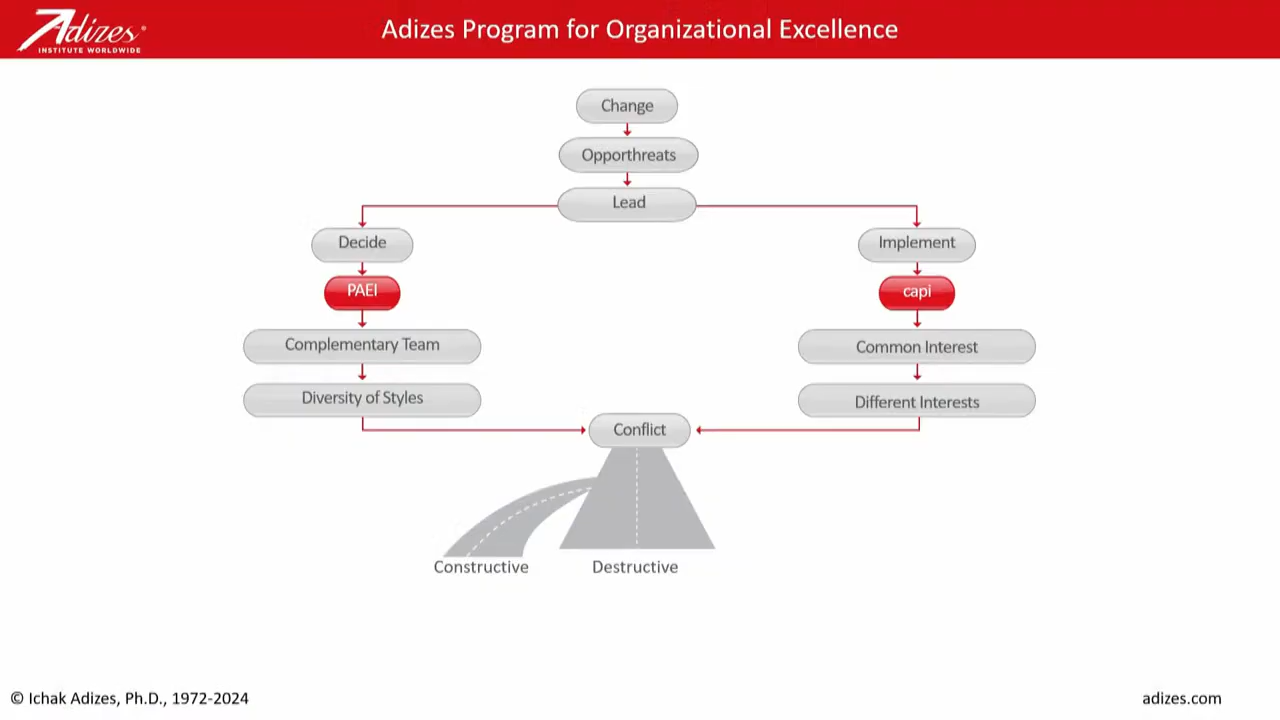 Adizes®
INSTITUTE WORLDWIDE
Adizes Program for Organizational Excellence
Change
Opporthreats
Lead
Decide
Implement
PAEI
capi
Complementary Team
Common Interest
Diversity of Styles
Different Interests
Conflict
Constructive
Destructive
© Ichak Adizes, Ph.D., 1972-2024
adizes.com